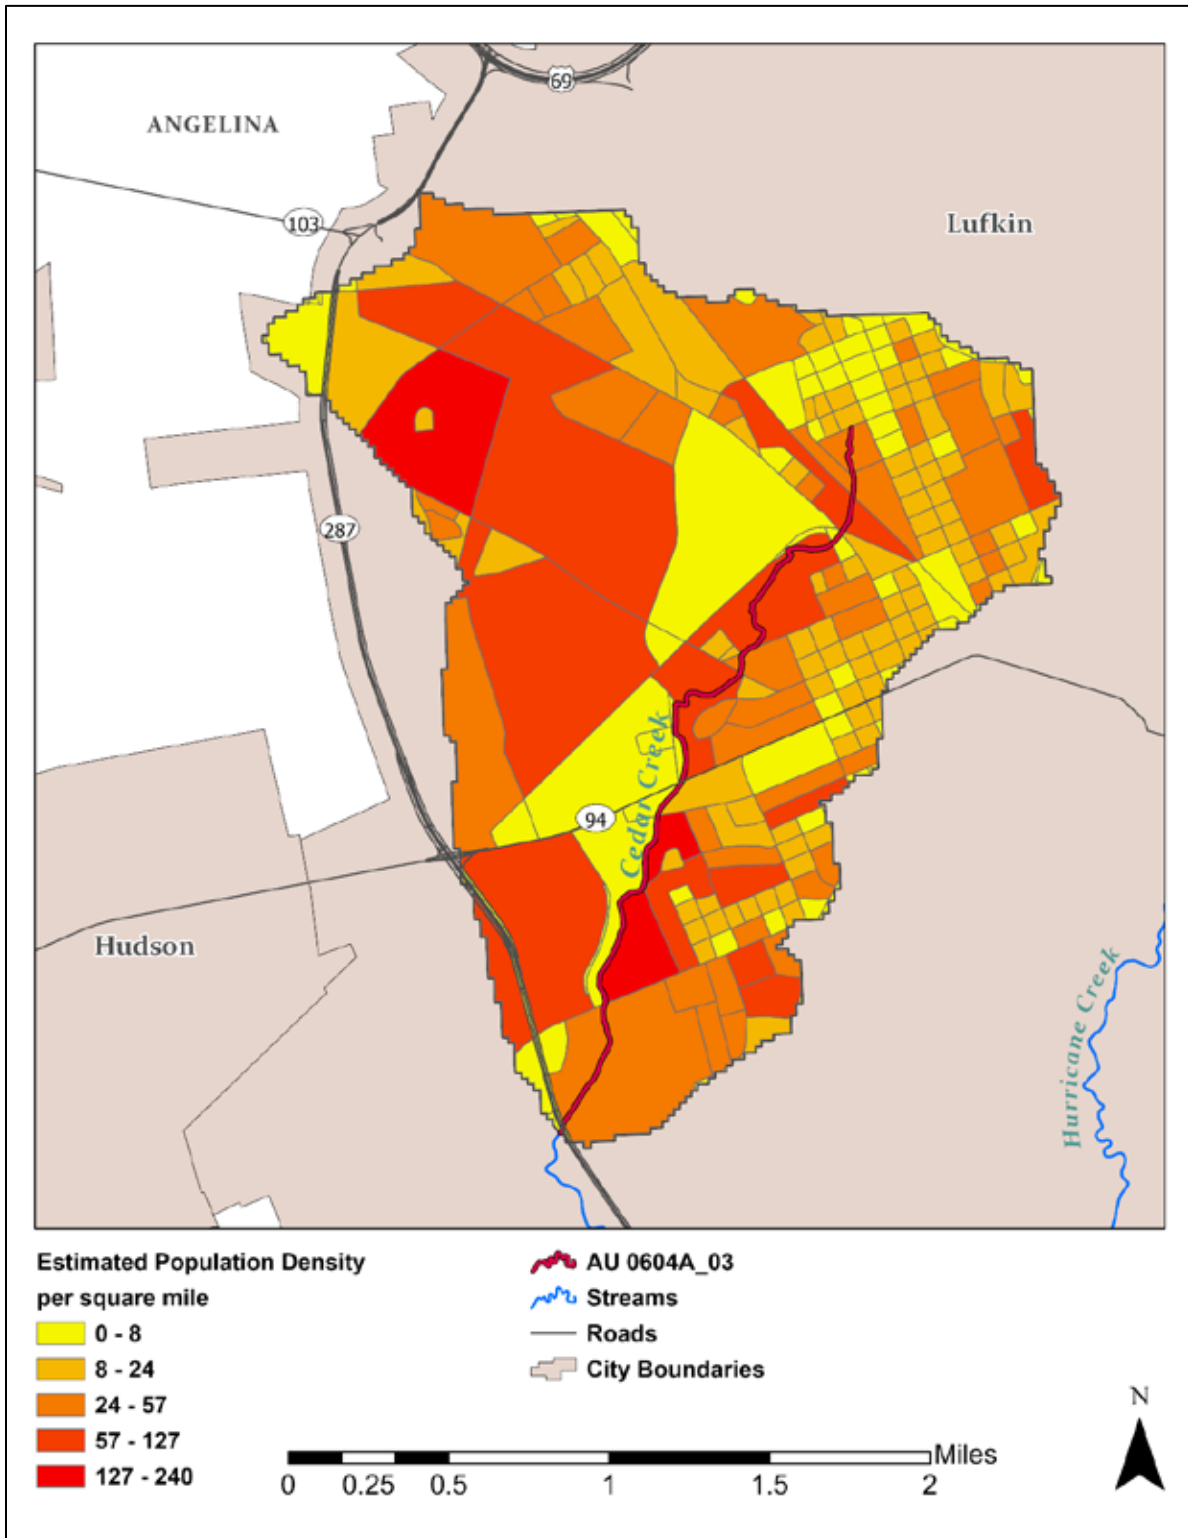 69
ANGELINA
103
Lufkin
287
Cedar Creek
94
Hudson
Hurricane Creek
Estimated Population Density
per square mile
0 - 8
8 - 24
24 - 57
57 - 127
127 - 240
AU 0604A_03
Streams
Roads
City Boundaries
N
Miles
0 0.25 0.5 1 1.5 2